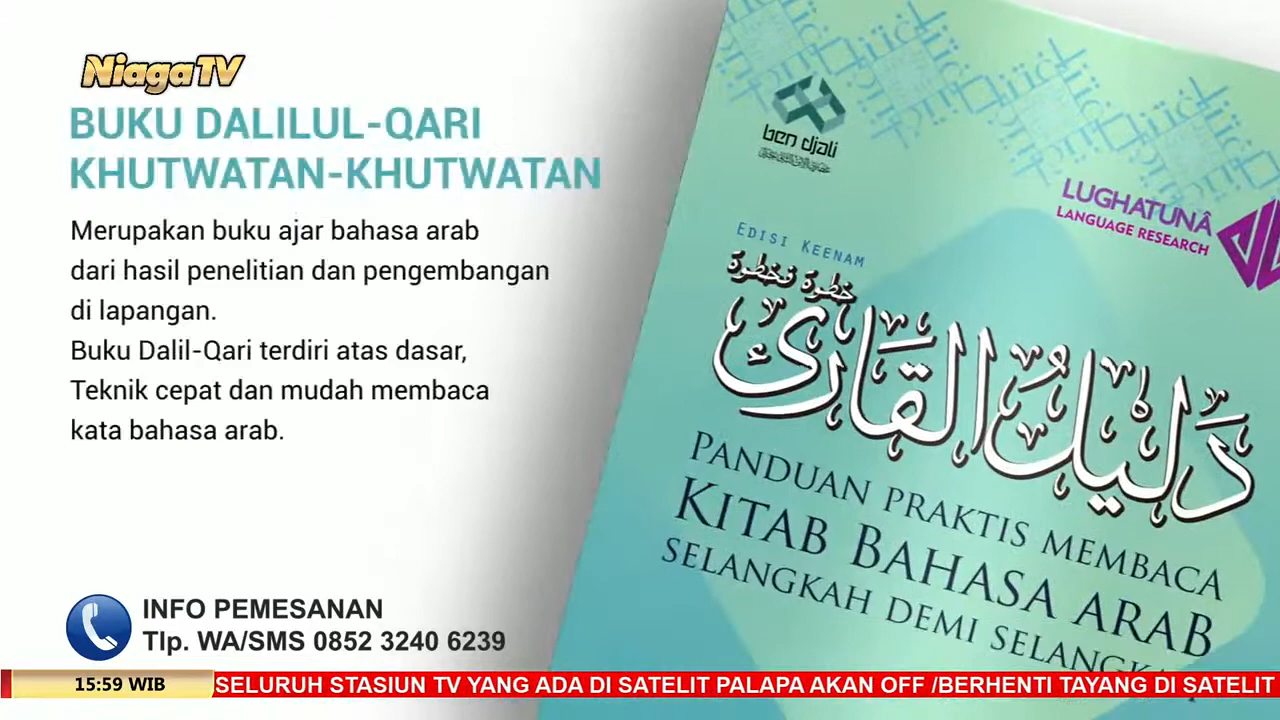 NiagaTV
BUKU DALILUL-QARI
KHUTWATAN-KHUTWATAN
Merupakan buku ajar bahasa arab
dari hasil penelitian dan pengembangan
di lapangan.
Buku Dalil-Qari terdiri atas dasar,
Teknik cepat dan mudah membaca
kata bahasa arab.
INFO PEMESANAN
Tlp. WA/SMS 0852 3240 6239
ben djali
LUGHATUNÂ
LANGUAGE RESEARCH
EDISI KEENAM
خطوة فخطوة
دَلِيْلُ القَارِئ
PANDUAN PRAKTIS MEMBACA
KITAB BAHASA ARAB
SELANGKAH DEMI
15:59 WIB
SELURUH STASIUN TV YANG ADA DI SATELIT PALAPA AKAN OFF /BERHENTI TAYANG DI SATELIT